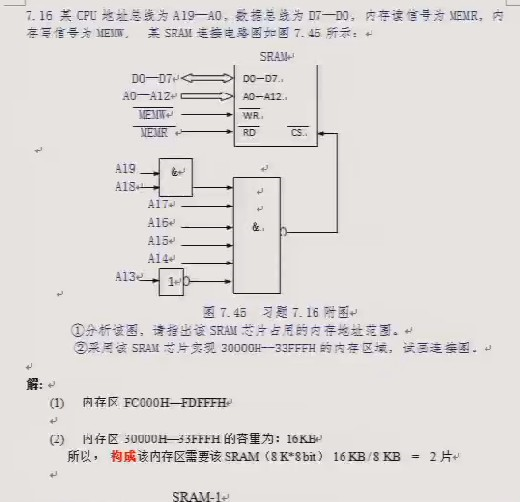 7.16 某 CPU 地址总线为 A19—A0，数据总线为 D7—D0，内存读信号为 MEMR，内
存写信号为 MEMW。 某 SRAM 连接电路图如图 7.45 所示：
SRAM
D0—D7
D0—D7
A0—A12
A0—A12
MEMW
WR
MEMR
RD
CS
A19
&
A18
A17
A16
&
A15
A14
A13
1
图 7.45 习题 7.16 附图
①分析该图，请指出该 SRAM 芯片占用的内存地址范围。
②采用该 SRAM 芯片实现 30000H—33FFFH 的内存区域，试画连接图。
解:
(1) 内存区 FC000H—FDFFFH
(2) 内存区 30000H—33FFFH 的容量为：16KB
所以， 构成该内存区需要该 SRAM（8 K*8bit） 16 KB/8 KB = 2 片
SRAM-1